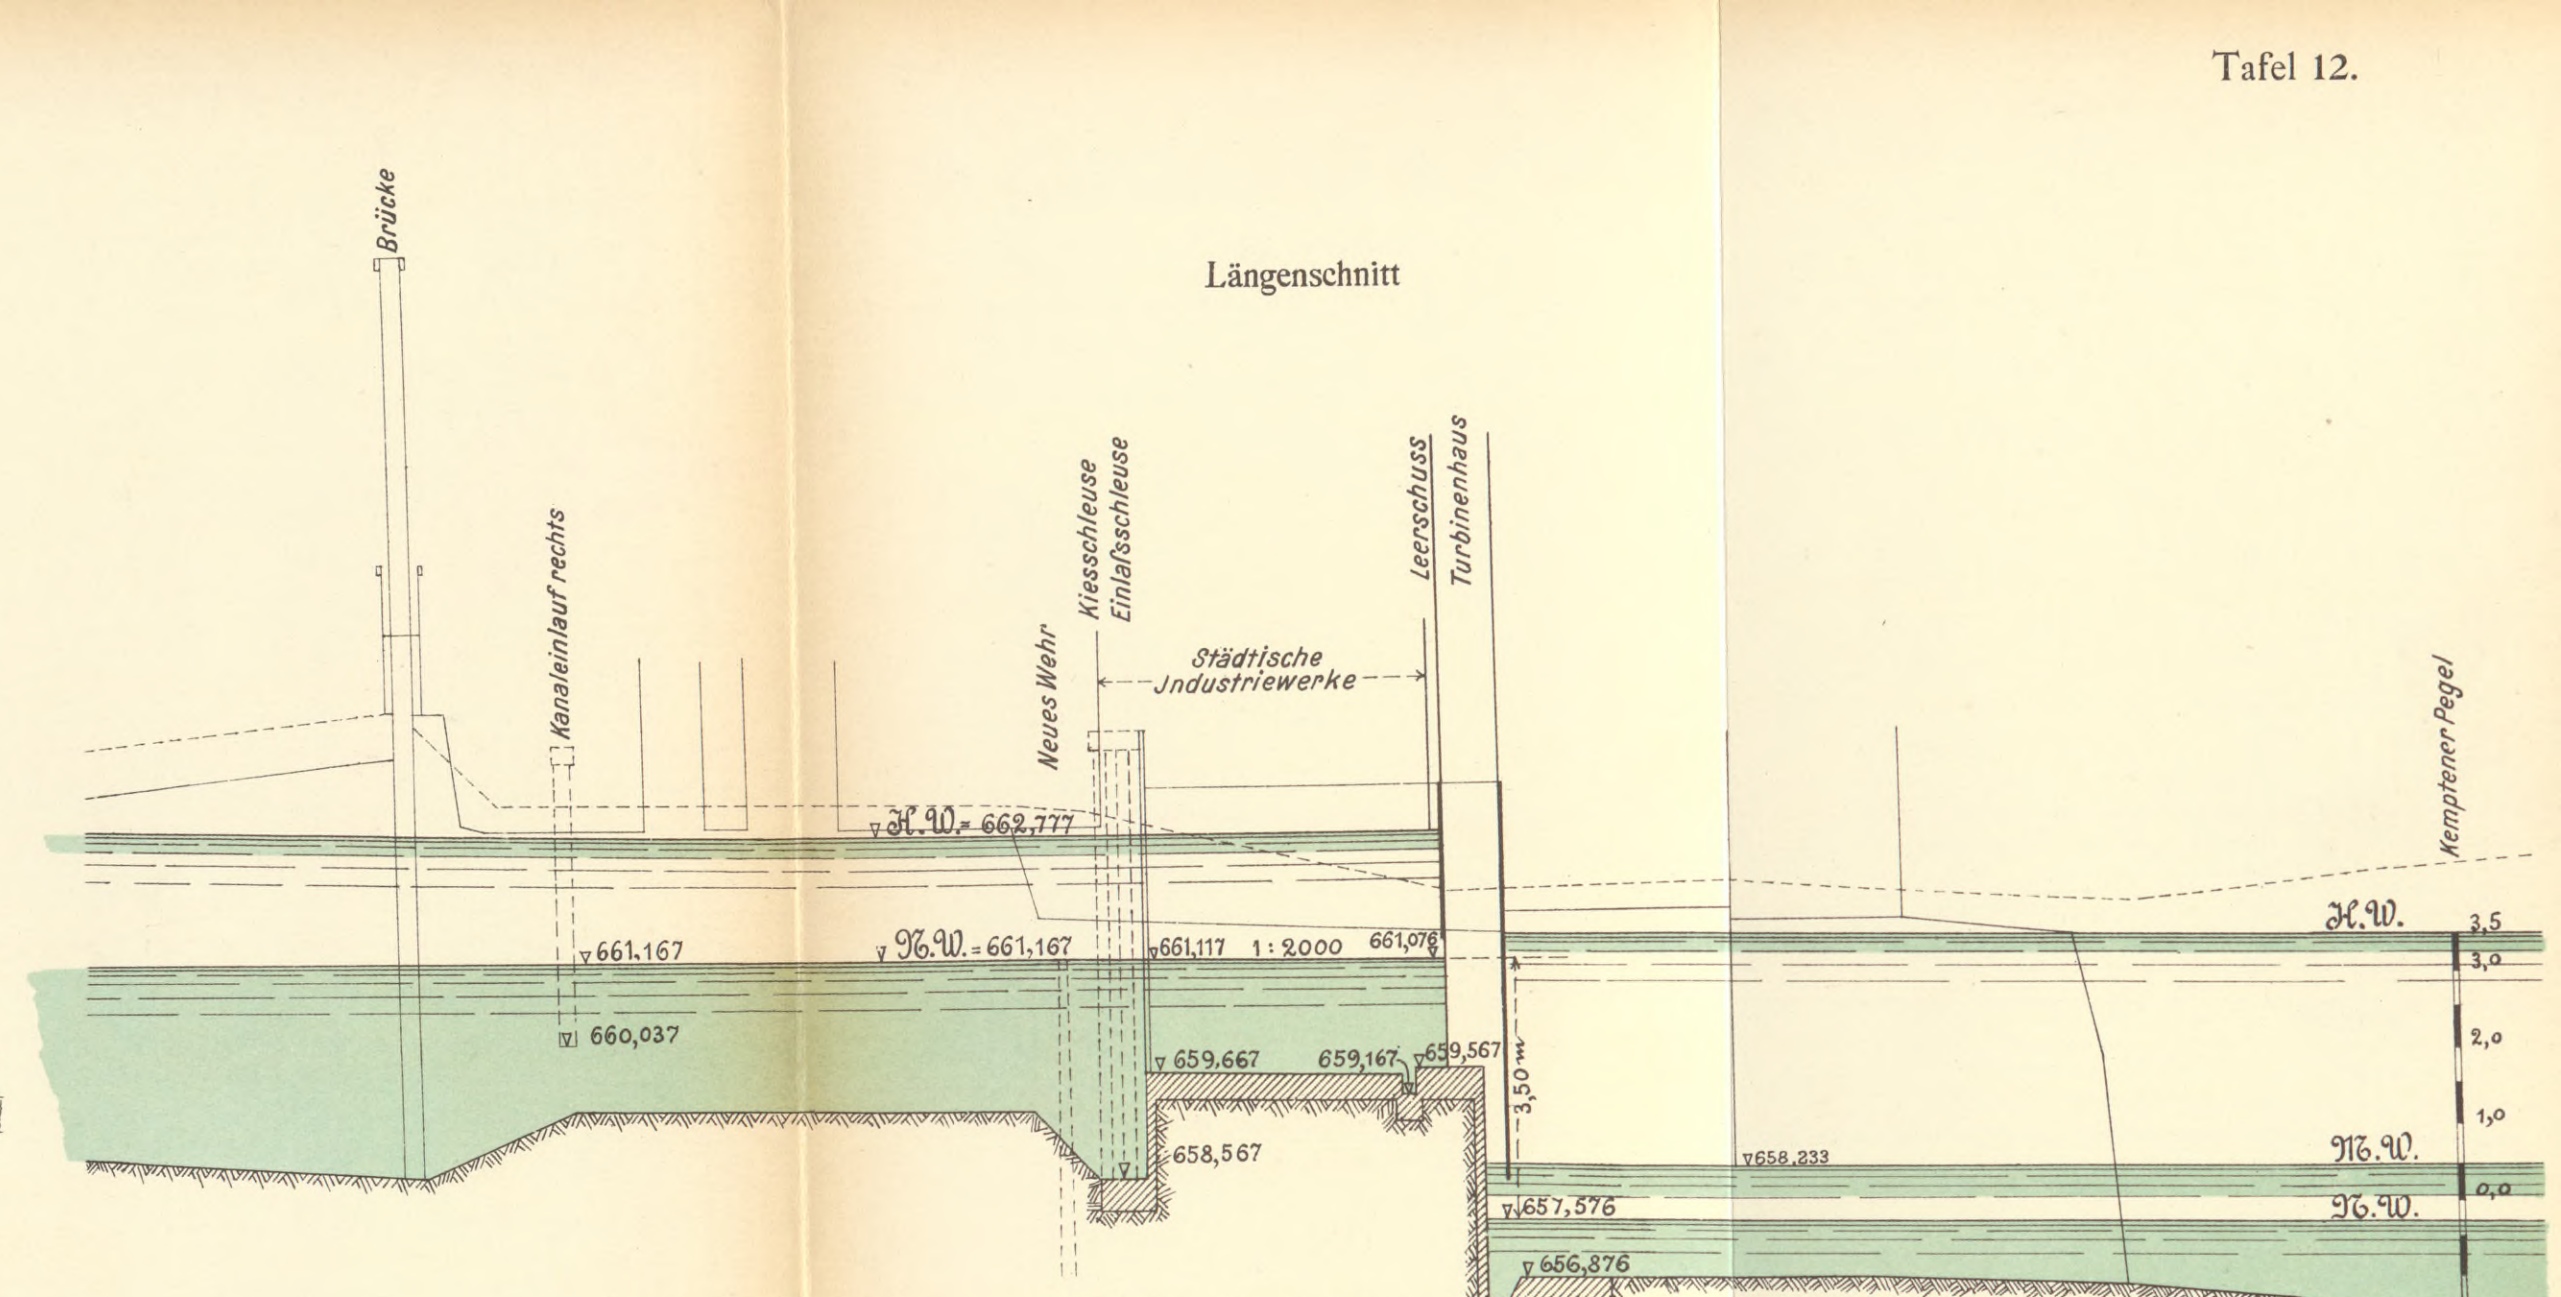 Tafel 12.
Längenschnitt
Brücke
Kanaleinlauf rechts
Neues Wehr
Kiesschleuse
Einlaſsschleuse
Städtische
Industriewerke
Leerschuss
Turbinenhaus
Kemptener Pegel
H.W. = 662,777
H.W.
3,5
661,167
N.W. = 661,167
661,117
1 : 2000
661,076
3,0
660,037
2,0
659,667
659,167
659,567
3,50 m
1,0
658,567
658,233
M.W.
0,0
657,576
N.W.
656,876